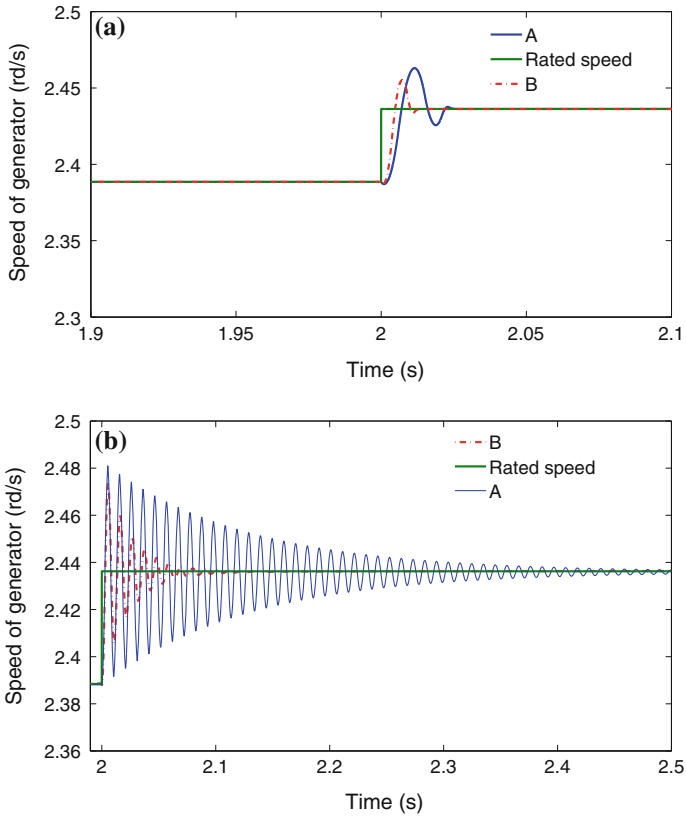 (a)
2.5
2.45
2.4
2.35
2.3
Speed of generator (rd/s)
A
Rated speed
B
1.9
1.95
2
2.05
2.1
Time (s)
(b)
2.5
2.48
2.46
2.44
2.42
2.4
2.38
2.36
Speed of generator (rd/s)
B
Rated speed
A
2
2.1
2.2
2.3
2.4
2.5
Time (s)